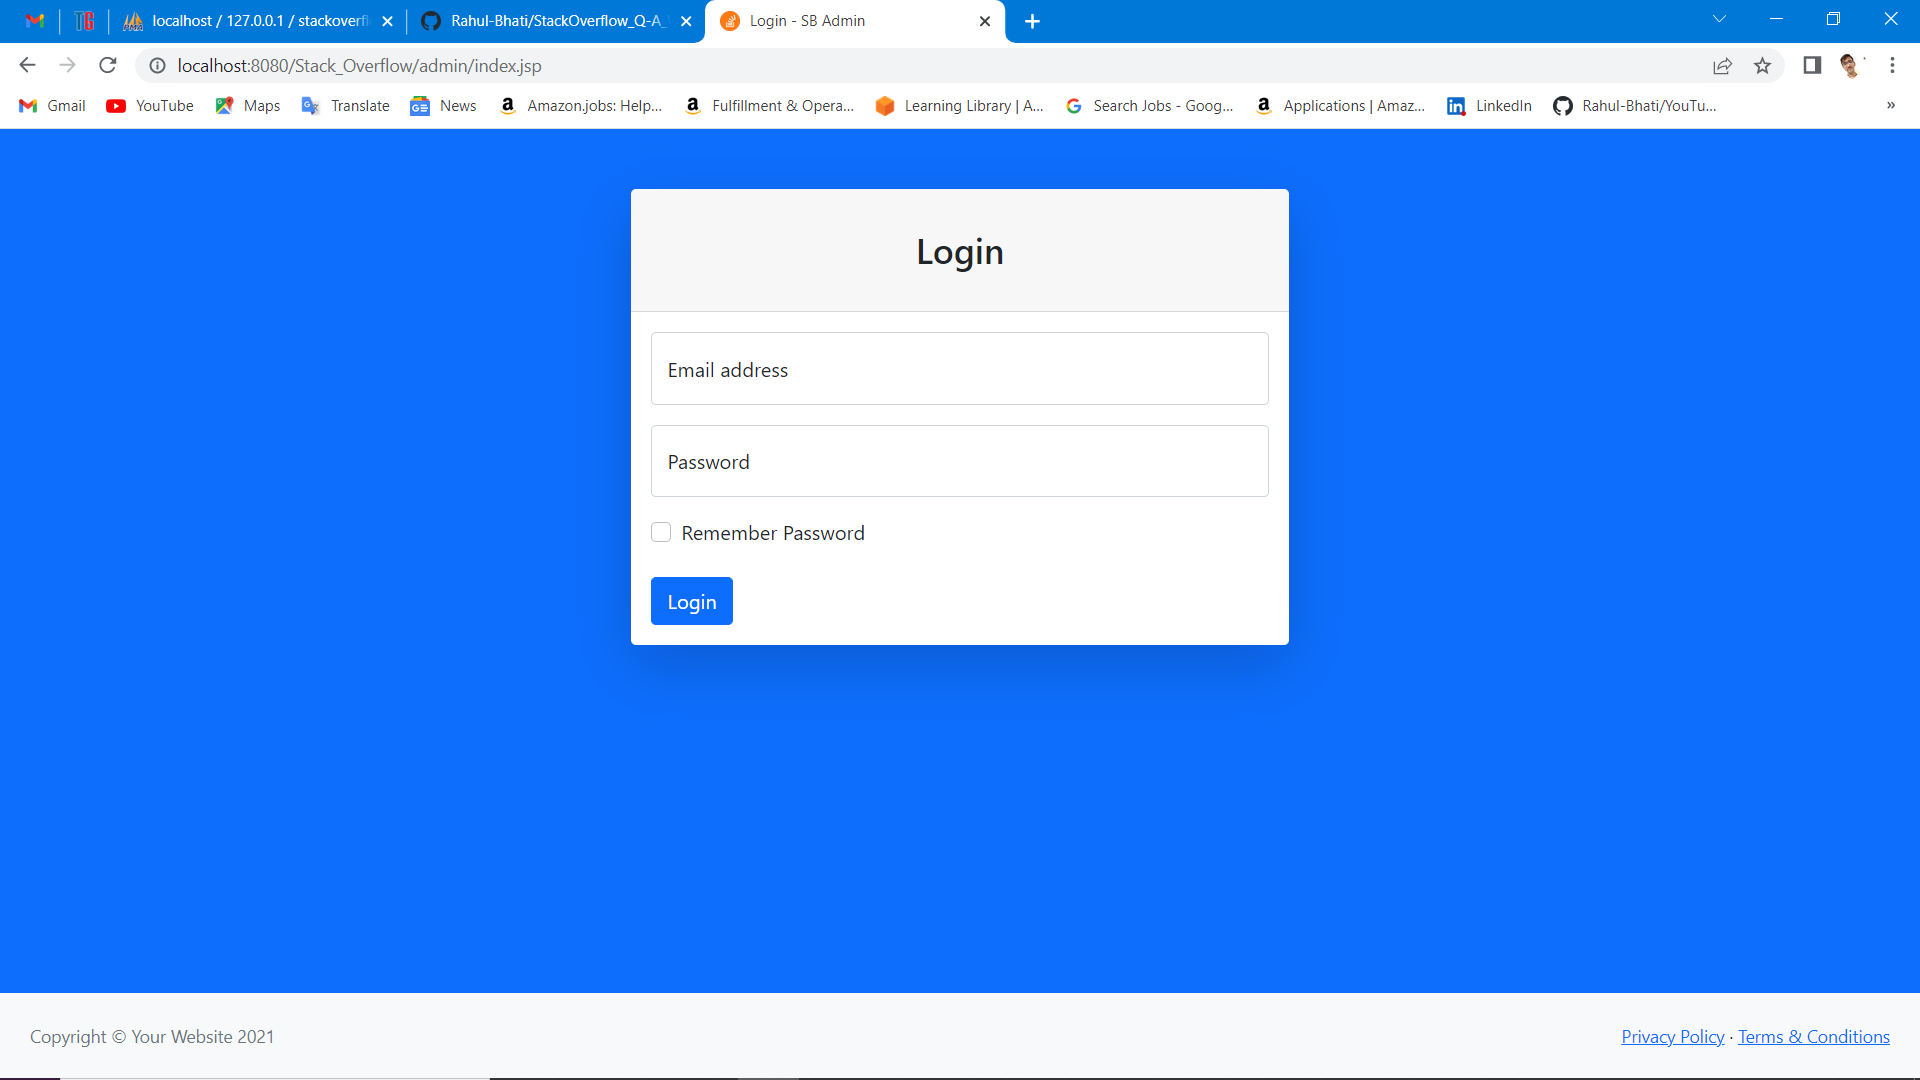 localhost / 127.0.0.1 / stackoverfl
Rahul-Bhati/StackOverflow_Q-A_
Login - SB Admin
localhost:8080/Stack_Overflow/admin/index.jsp
Gmail YouTube Maps Translate News Amazon.jobs: Help... Fulfillment & Opera... Learning Library | A... Search Jobs - Goog... Applications | Amaz... LinkedIn Rahul-Bhati/YouTu... »
Login
Email address
Password
Remember Password
Login
Copyright © Your Website 2021
Privacy Policy · Terms & Conditions